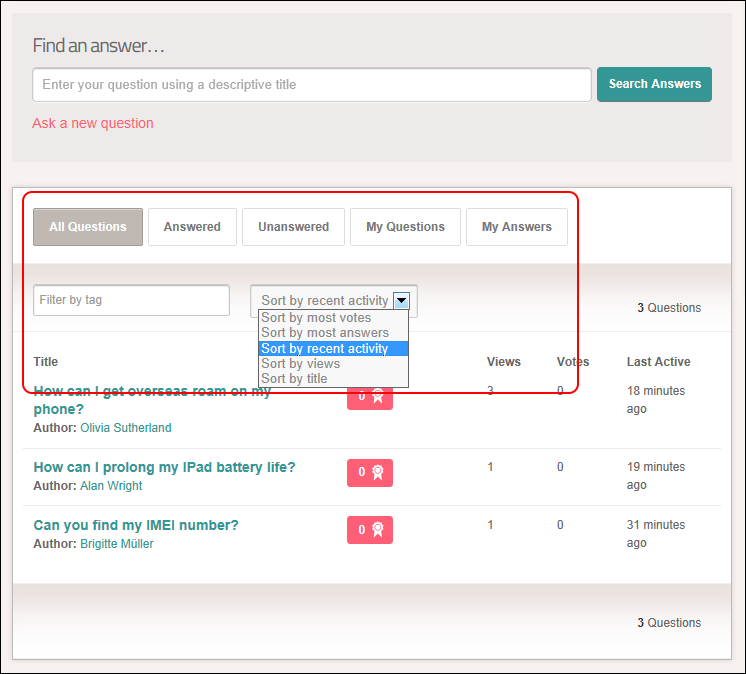 Find an answer…
Enter your question using a descriptive title
Search Answers
Ask a new question
All Questions
Answered
Unanswered
My Questions
My Answers
Filter by tag
Sort by recent activity
3 Questions
Sort by most votes
Sort by most answers
Sort by recent activity
Sort by views
Sort by title
Title
Views
Votes
Last Active
How can I get overseas roam on my
phone?
Author: Olivia Sutherland
0
3
0
18 minutes
ago
How can I prolong my IPad battery life?
Author: Alan Wright
0
1
0
19 minutes
ago
Can you find my IMEI number?
Author: Brigitte Müller
0
1
0
31 minutes
ago
3 Questions